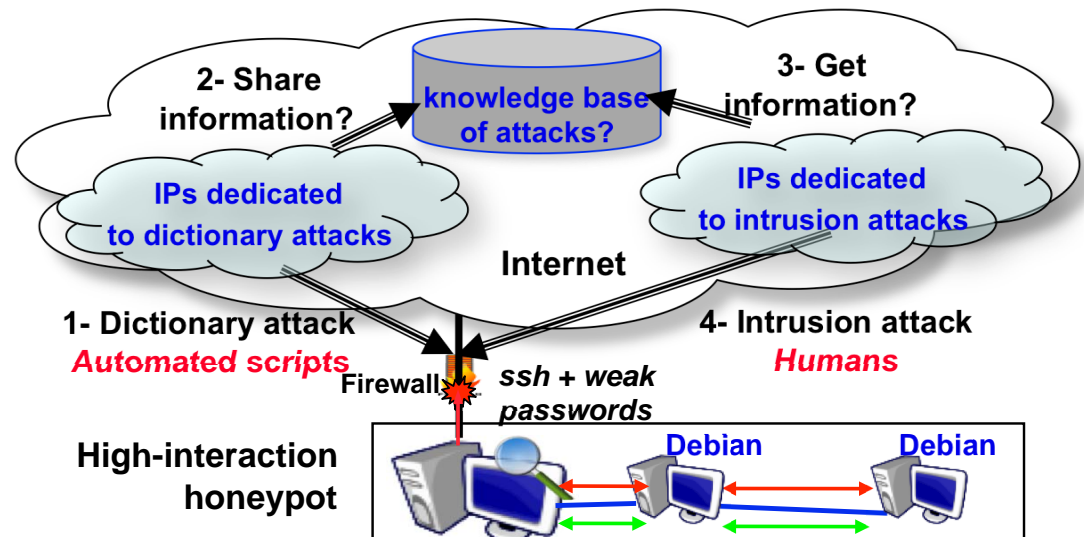 2- Share
information?
knowledge base
of attacks?
3- Get
information?
IPs dedicated
to dictionary attacks
IPs dedicated
to intrusion attacks
Internet
1- Dictionary attack
Automated scripts
4- Intrusion attack
Humans
Firewall
ssh + weak
passwords
High-interaction
honeypot
Debian
Debian